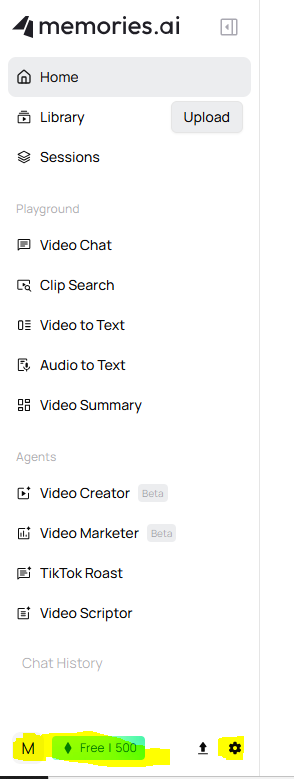 memories.ai
Home
Library
Upload
Sessions
Playground
Video Chat
Clip Search
Video to Text
Audio to Text
Video Summary
Agents
Video Creator Beta
Video Marketer Beta
TikTok Roast
Video Scriptor
Chat History
M Free | 500